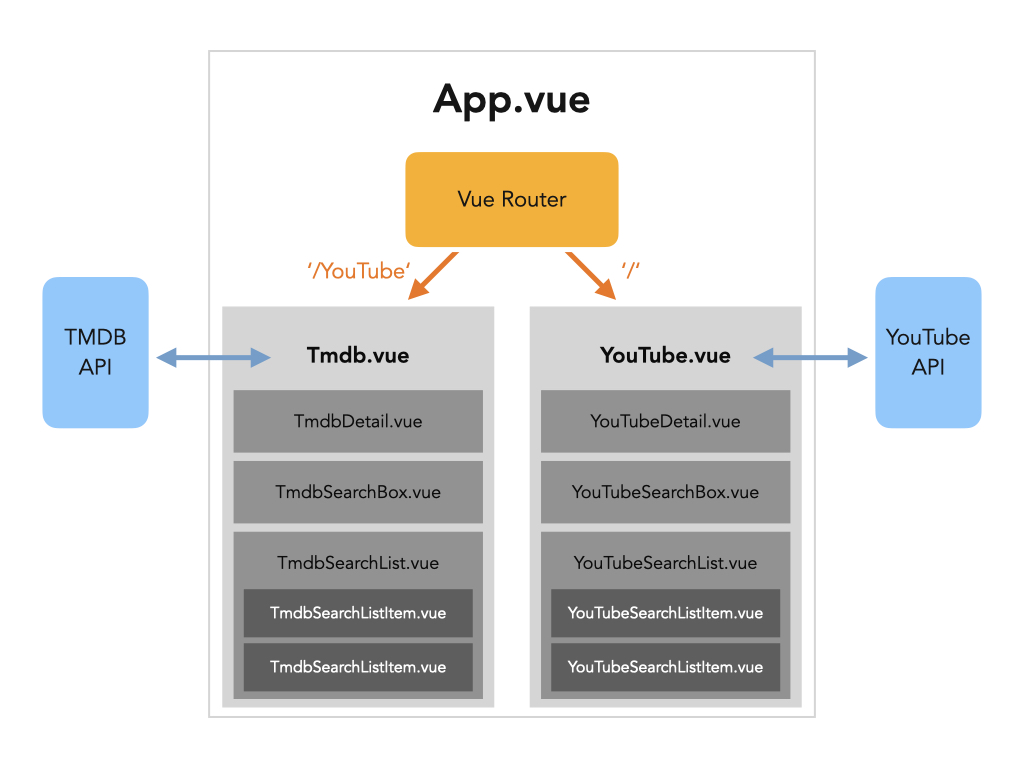 App.vue
Vue Router
‘/YouTube‘
‘/‘
TMDB
API
Tmdb.vue
YouTube.vue
YouTube
API
TmdbDetail.vue
YouTubeDetail.vue
TmdbSearchBox.vue
YouTubeSearchBox.vue
TmdbSearchList.vue
YouTubeSearchList.vue
TmdbSearchListItem.vue
YouTubeSearchListItem.vue
TmdbSearchListItem.vue
YouTubeSearchListItem.vue